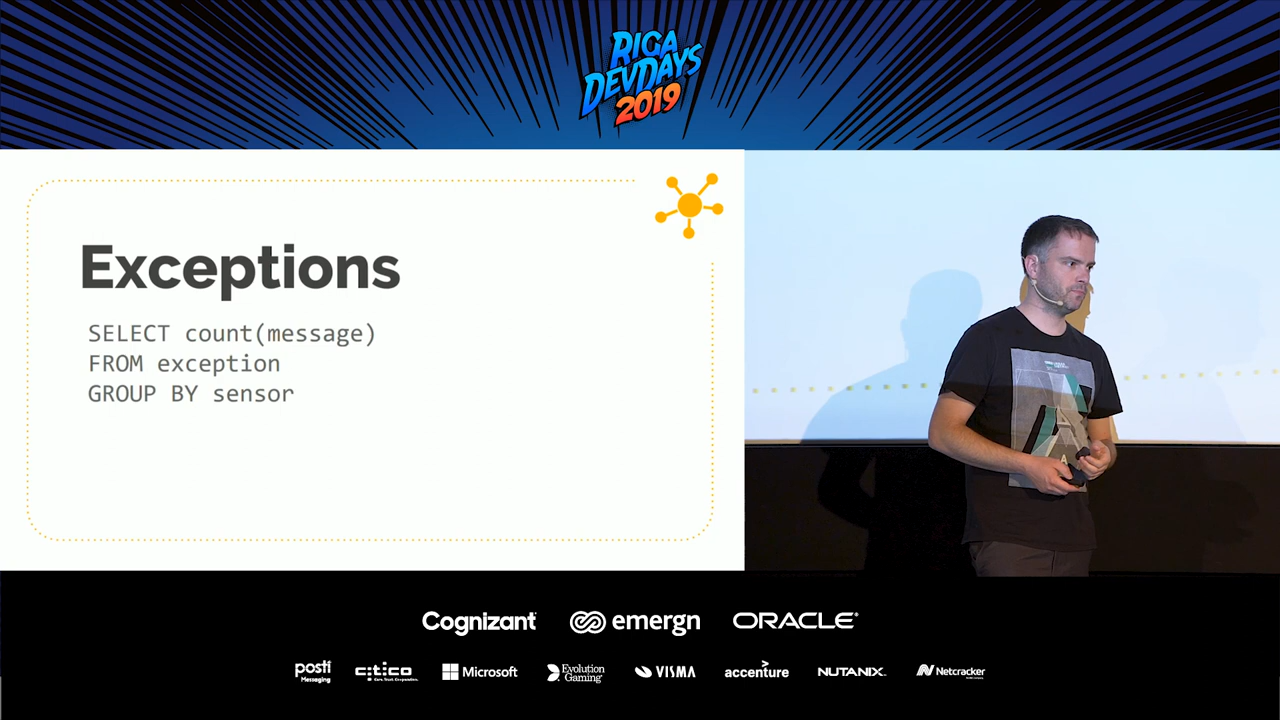 RIGA
DEVDAYS
2019
Exceptions
SELECT count(message)
FROM exception
GROUP BY sensor
Cognizant
emergn
ORACLE
posti
Messaging
citco
Microsoft
Evolution
Gaming
VISMA
accenture
NUTANIX
Netcracker